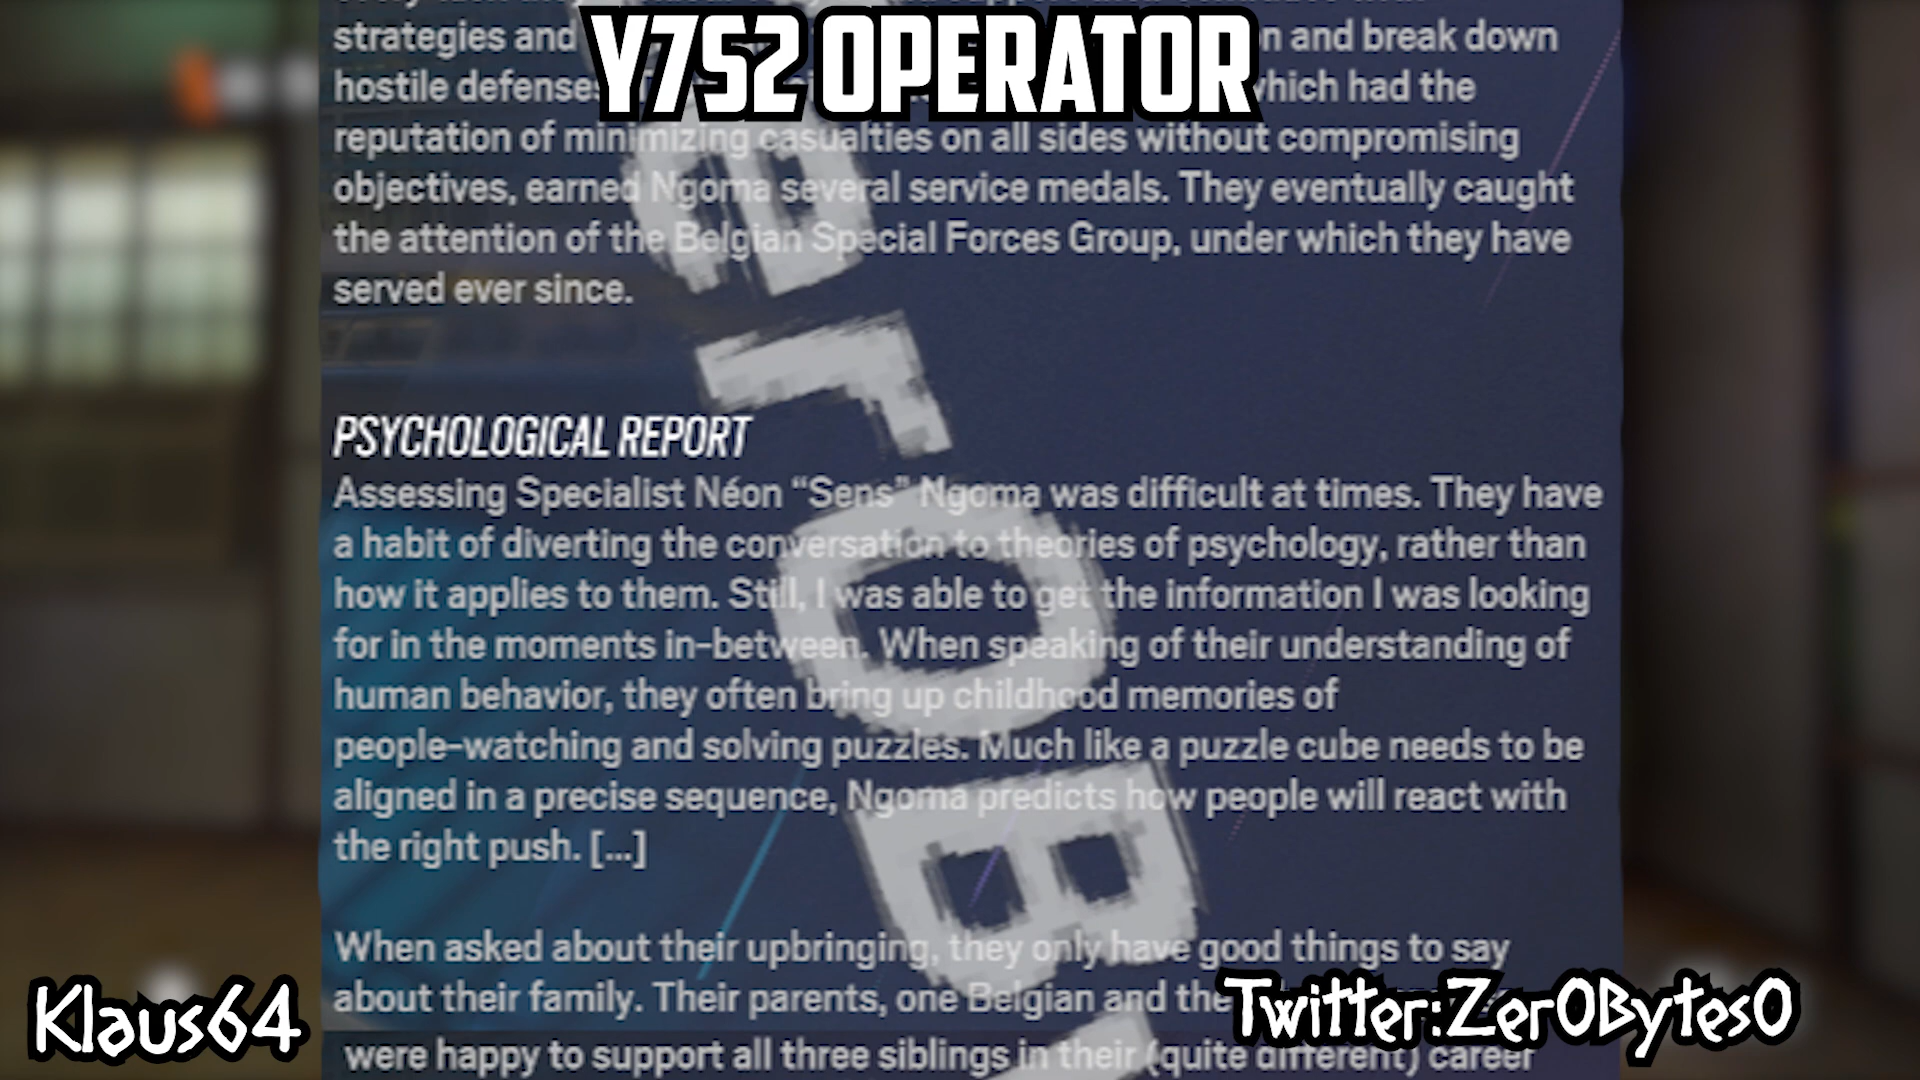 Y7S2 OPERATOR
strategies and n and break down
hostile defenses which had the
reputation of minimizing casualties on all sides without compromising
objectives, earned Ngoma several service medals. They eventually caught
the attention of the Belgian Special Forces Group, under which they have
served ever since.
PSYCHOLOGICAL REPORT
Assessing Specialist Néon “Sens” Ngoma was difficult at times. They have
a habit of diverting the conversation to theories of psychology, rather than
how it applies to them. Still, I was able to get the information I was looking
for in the moments in-between. When speaking of their understanding of
human behavior, they often bring up childhood memories of
people-watching and solving puzzles. Much like a puzzle cube needs to be
aligned in a precise sequence, Ngoma predicts how people will react with
the right push. [...]
When asked about their upbringing, they only have good things to say
about their family. Their parents, one Belgian and the
were happy to support all three siblings in their (quite different) career
Klaus64
Twitter:Zer0Bytes0